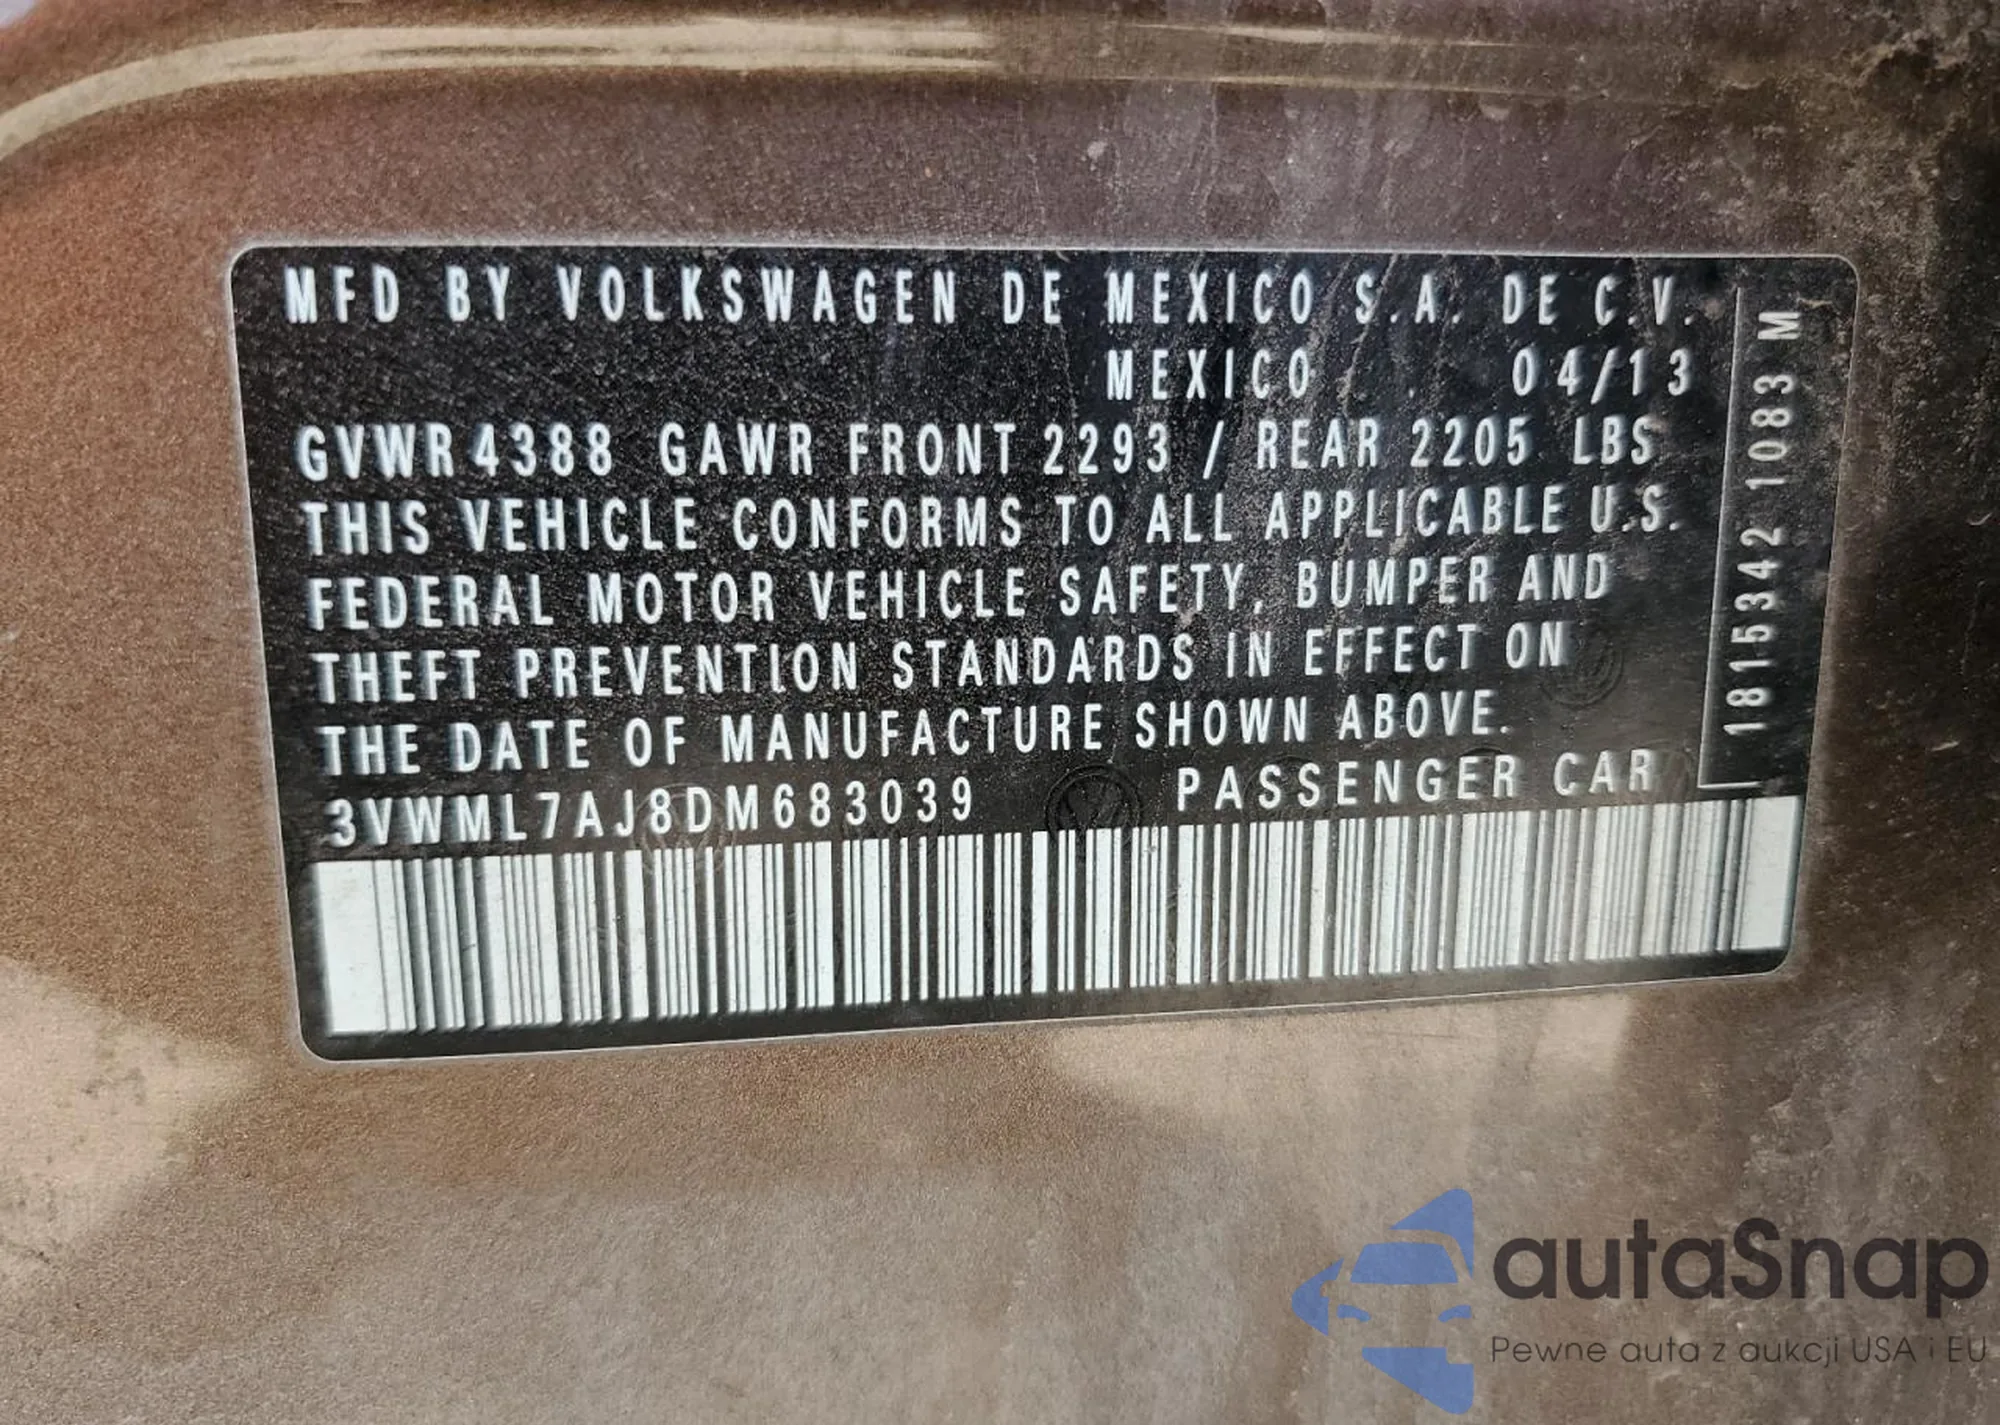 MFD BY VOLKSWAGEN DE MEXICO S.A. DE C.V.
MEXICO 04/13
GVWR 4388 GAWR FRONT 2293 / REAR 2205 LBS
THIS VEHICLE CONFORMS TO ALL APPLICABLE U.S.
FEDERAL MOTOR VEHICLE SAFETY, BUMPER AND
THEFT PREVENTION STANDARDS IN EFFECT ON
THE DATE OF MANUFACTURE SHOWN ABOVE.
3VWML7AJ8DM683039 PASSENGER CAR
1815342 1083 M
autaSnap
Pewne auta z aukcji USA i EU